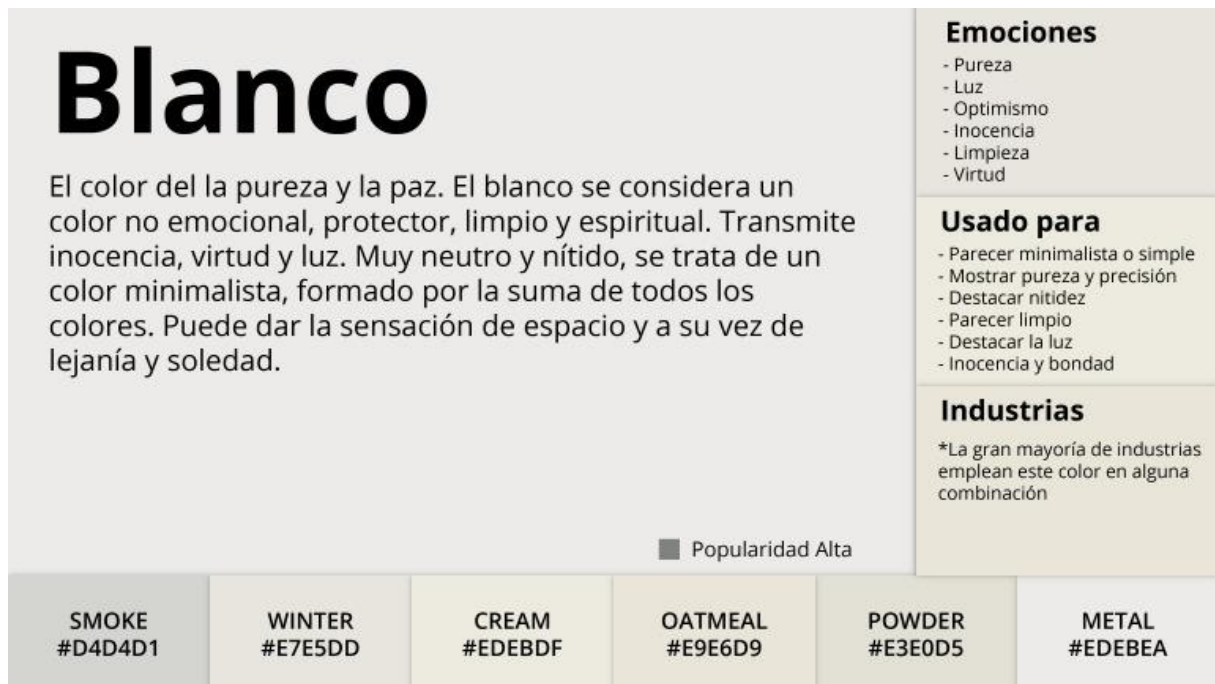 Blanco
El color del la pureza y la paz. El blanco se considera un
color no emocional, protector, limpio y espiritual. Transmite
inocencia, virtud y luz. Muy neutro y nítido, se trata de un
color minimalista, formado por la suma de todos los
colores. Puede dar la sensación de espacio y a su vez de
lejanía y soledad.
Popularidad Alta
Emociones
- Pureza
- Luz
- Optimismo
- Inocencia
- Limpieza
- Virtud
Usado para
- Parecer minimalista o simple
- Mostrar pureza y precisión
- Destacar nitidez
- Parecer limpio
- Destacar la luz
- Inocencia y bondad
Industrias
*La gran mayoría de industrias
emplean este color en alguna
combinación
SMOKE
#D4D4D1
WINTER
#E7E5DD
CREAM
#EDEBDF
OATMEAL
#E9E6D9
POWDER
#E3E0D5
METAL
#EDEBEA